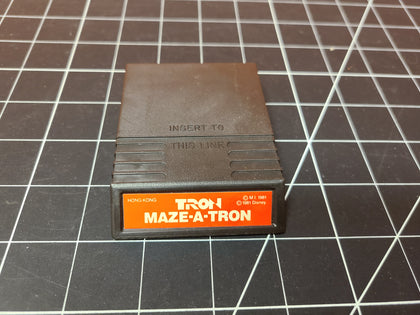 INSERT TO
THIS LINE
HONG KONG
TRON
MAZE-A-TRON
© M I 1981
© 1981 Disney